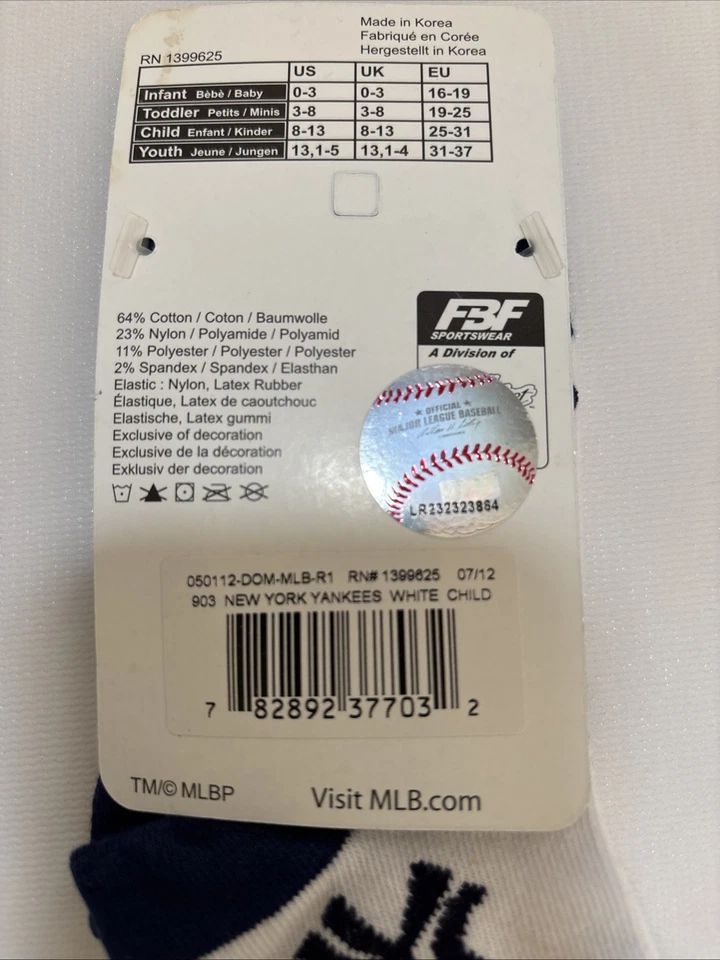 Made in Korea
Fabriqué en Corée
Hergestellt in Korea
RN 1399625
US UK EU
Infant Bèbè / Baby 0-3 0-3 16-19
Toddler Petits / Minis 3-8 3-8 19-25
Child Enfant / Kinder 8-13 8-13 25-31
Youth Jeune / Jungen 13,1-5 13,1-4 31-37
64% Cotton / Coton / Baumwolle
23% Nylon / Polyamide / Polyamid
11% Polyester / Polyester / Polyester
2% Spandex / Spandex / Elasthan
Elastic : Nylon, Latex Rubber
Élastique, Latex de caoutchouc
Elastische, Latex gummi
Exclusive of decoration
Exclusive de la décoration
Exklusiv der decoration
FBF
SPORTSWEAR
A Division of
OFFICIAL
MAJOR LEAGUE BASEBALL
LR232323864
050112-DOM-MLB-R1 RN# 1399625 07/12
903 NEW YORK YANKEES WHITE CHILD
7 82892 37703 2
TM/© MLBP
Visit MLB.com